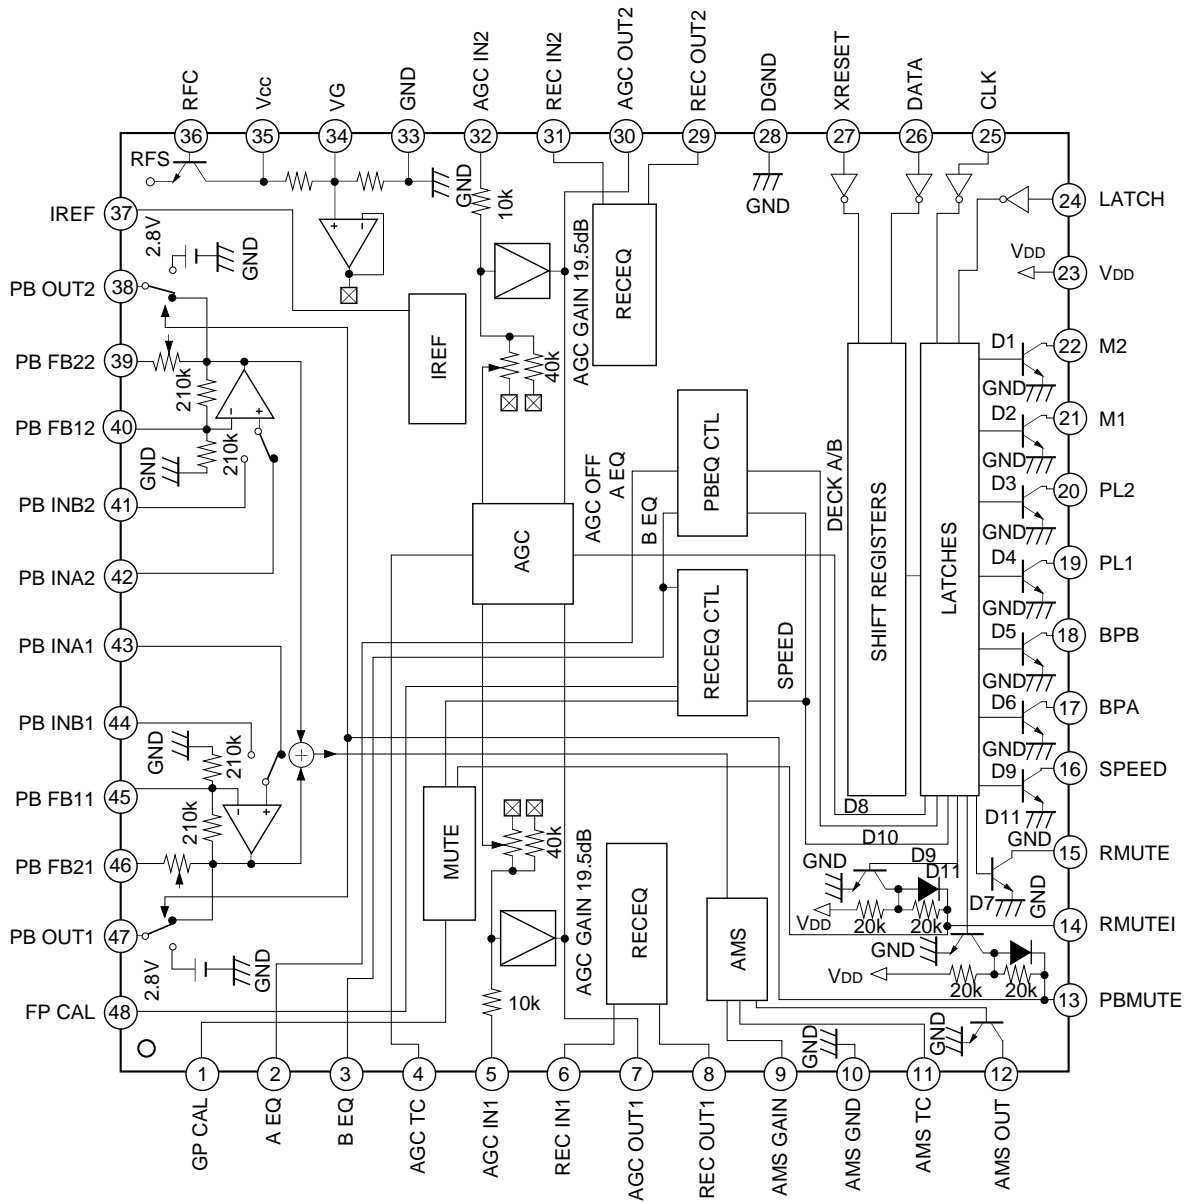 RFC
Vcc
VG
GND
AGC IN2
REC IN2
AGC OUT2
REC OUT2
DGND
XRESET
DATA
CLK
36
35
34
33
32
31
30
29
28
27
26
25
RFS
GND
10k
GND
IREF
37
2.8V
GND
24
LATCH
VDD
23
VDD
PB OUT2
38
AGC GAIN 19.5dB
RECEQ
IREF
40k
PB FB22
39
210k
D1
22
M2
GND
PB FB12
40
210k
GND
D2
21
M1
GND
PB INB2
41
AGC OFF
A EQ
B EQ
PBEQ CTL
DECK A/B
D3
20
PL2
GND
PB INA2
42
AGC
SHIFT REGISTERS
LATCHES
D4
19
PL1
GND
PB INA1
43
RECEQ CTL
SPEED
D5
18
BPB
GND
PB INB1
44
GND
210k
D6
17
BPA
GND
+
PB FB11
45
210k
D9
16
SPEED
D8
D11
D10
GND
PB FB21
46
MUTE
40k
AGC GAIN 19.5dB
RECEQ
15
RMUTE
GND
D9
D11
D7
GND
VDD
20k
20k
14
RMUTEI
PB OUT1
47
2.8V
GND
AMS
GND
VDD
20k
20k
13
PBMUTE
FP CAL
48
10k
GND
GND
1
2
3
4
5
6
7
8
9
10
11
12
GP CAL
A EQ
B EQ
AGC TC
AGC IN1
REC IN1
AGC OUT1
REC OUT1
AMS GAIN
AMS GND
AMS TC
AMS OUT